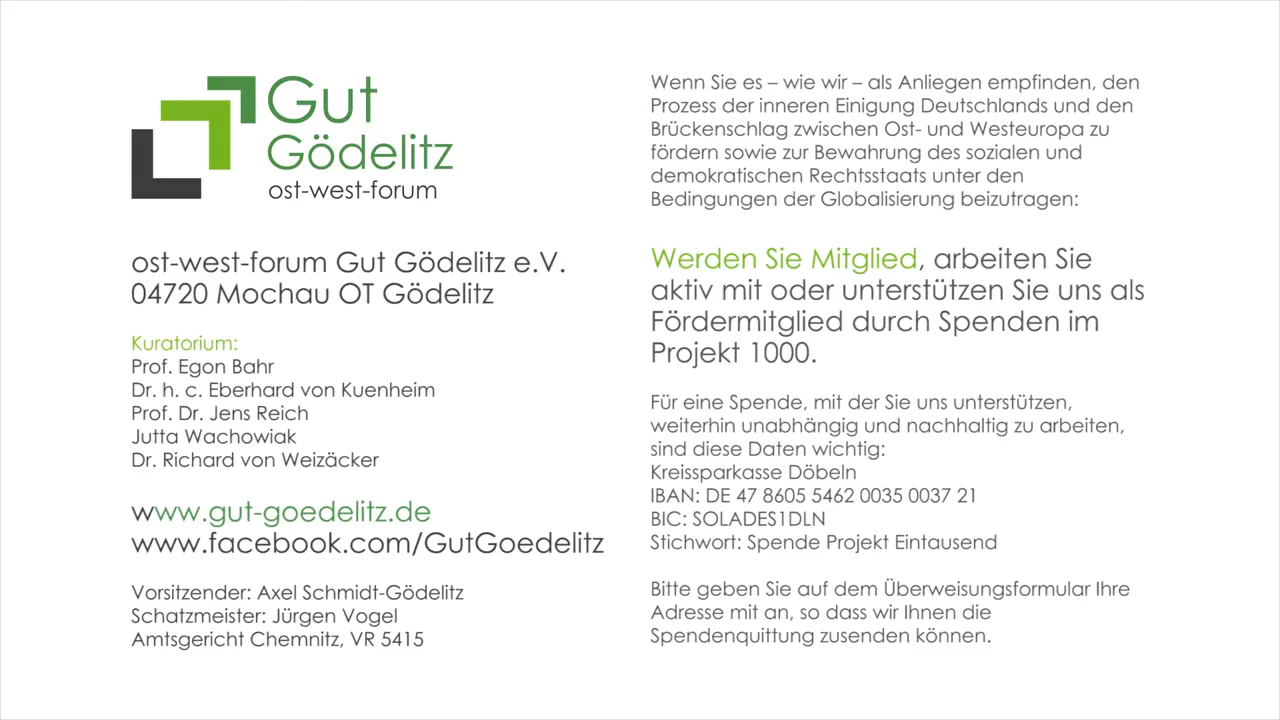 Gut
Gödelitz
ost-west-forum
ost-west-forum Gut Gödelitz e.V.
04720 Mochau OT Gödelitz
Kuratorium:
Prof. Egon Bahr
Dr. h. c. Eberhard von Kuenheim
Prof. Dr. Jens Reich
Jutta Wachowiak
Dr. Richard von Weizäcker
www.gut-goedelitz.de
www.facebook.com/GutGoedelitz
Vorsitzender: Axel Schmidt-Gödelitz
Schatzmeister: Jürgen Vogel
Amtsgericht Chemnitz, VR 5415
Wenn Sie es – wie wir – als Anliegen empfinden, den
Prozess der inneren Einigung Deutschlands und den
Brückenschlag zwischen Ost- und Westeuropa zu
fördern sowie zur Bewahrung des sozialen und
demokratischen Rechtsstaats unter den
Bedingungen der Globalisierung beizutragen:
Werden Sie Mitglied, arbeiten Sie
aktiv mit oder unterstützen Sie uns als
Fördermitglied durch Spenden im
Projekt 1000.
Für eine Spende, mit der Sie uns unterstützen,
weiterhin unabhängig und nachhaltig zu arbeiten,
sind diese Daten wichtig:
Kreissparkasse Döbeln
IBAN: DE 47 8605 5462 0035 0037 21
BIC: SOLADES1DLN
Stichwort: Spende Projekt Eintausend
Bitte geben Sie auf dem Überweisungsformular Ihre
Adresse mit an, so dass wir Ihnen die
Spendenquittung zusenden können.